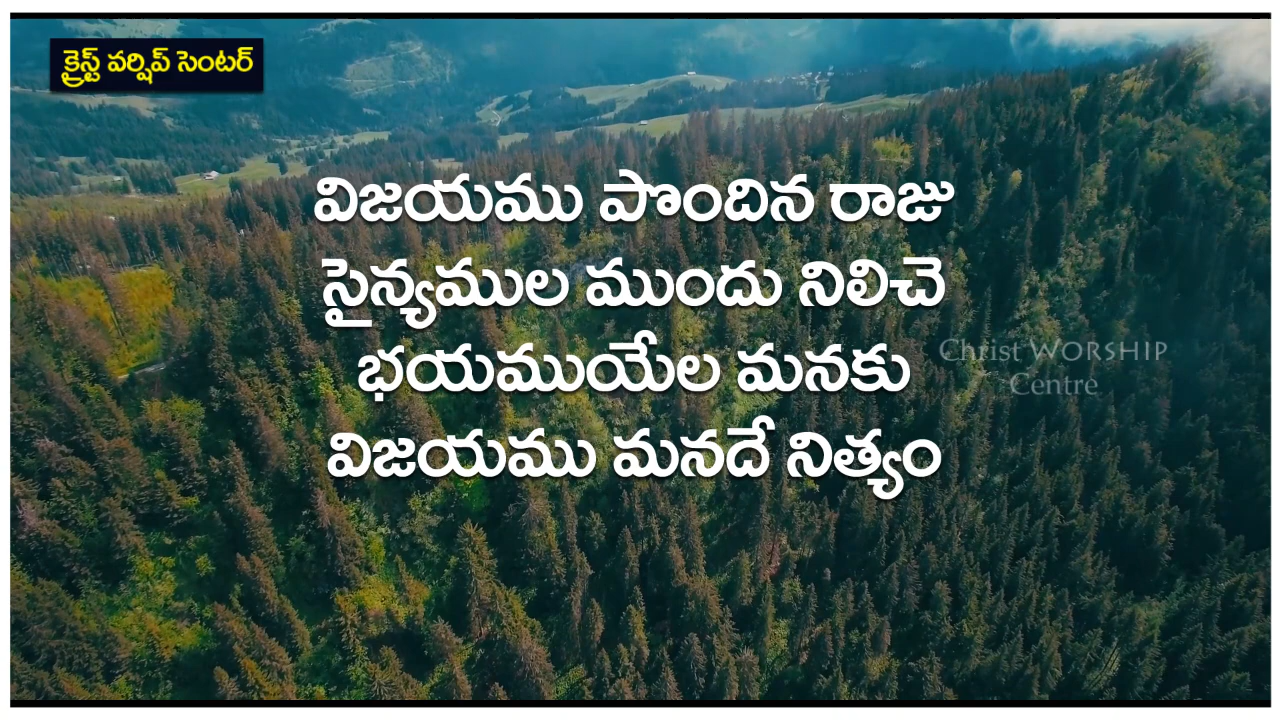 క్రైస్ట్ వర్షిప్ సెంటర్
విజయము పొందిన రాజు
సైన్యముల ముందు నిలిచె
భయముయేల మనకు
విజయము మనదే నిత్యం
Christ WORSHIP
Centre